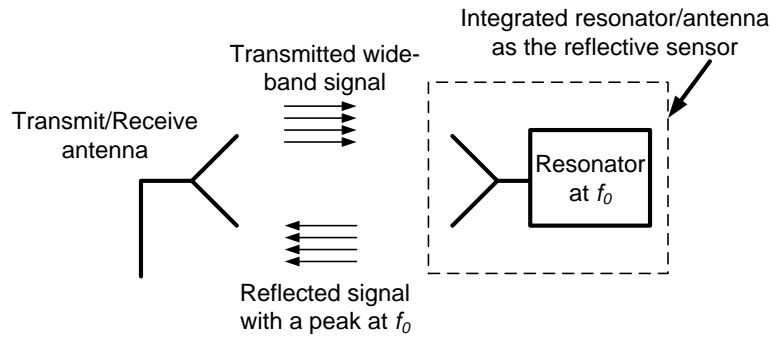 Integrated resonator/antenna
as the reflective sensor
Transmitted wide-
band signal
Transmit/Receive
antenna
Resonator
at f0
Reflected signal
with a peak at f0